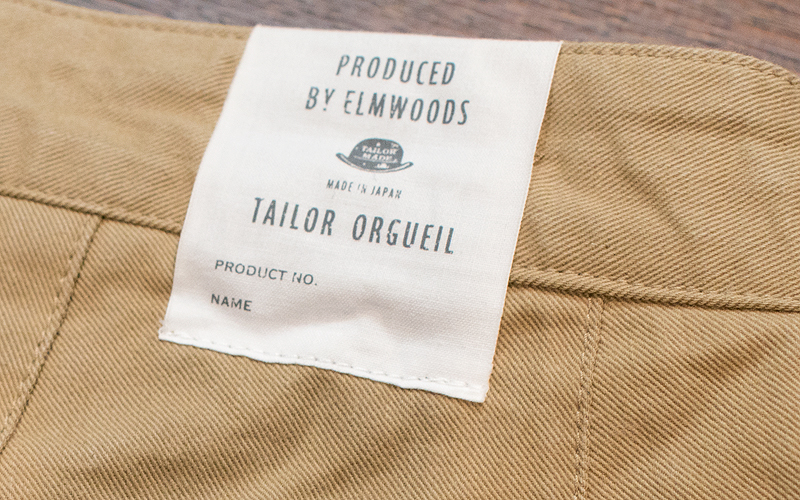 PRODUCED
BY ELMWOODS
TAILOR
MADE
MADE IN JAPAN
TAILOR ORGUEIL
PRODUCT NO.
NAME